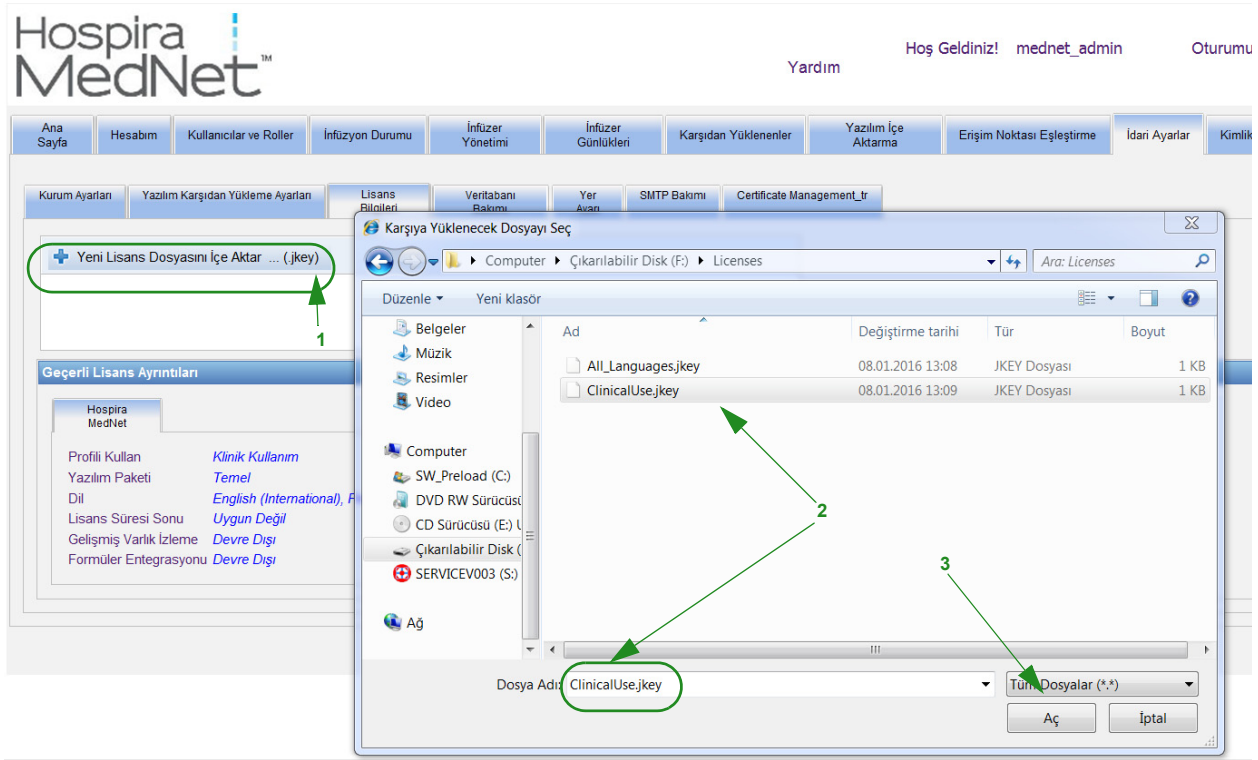 Hospira
MedNet™
Hoş Geldiniz! mednet_admin
Oturumu
Yardım
Ana
Sayfa
Hesabım
Kullanıcılar ve Roller
İnfüzyon Durumu
İnfüzer
Yönetimi
İnfüzer
Günlükleri
Karşıdan Yüklenenler
Yazılım İçe
Aktarma
Erişim Noktası Eşleştirme
İdari Ayarlar
Kimlik
Kurum Ayarları
Yazılım Karşıdan Yükleme Ayarları
Lisans
Bilgileri
Veritabanı
Bakımı
Yer
Ayarı
SMTP Bakımı
Certificate Management_tr
Yeni Lisans Dosyasını İçe Aktar ... (.jkey)
1
Geçerli Lisans Ayrıntıları
Hospira
MedNet
Profili Kullan Klinik Kullanım
Yazılım Paketi Temel
Dil English (International), F
Lisans Süresi Sonu Uygun Değil
Gelişmiş Varlık İzleme Devre Dışı
Formüler Entegrasyonu Devre Dışı
Karşıya Yüklenecek Dosyayı Seç
Computer Çıkarılabilir Disk (F:) Licenses
Ara: Licenses
Düzenle Yeni klasör
Belgeler
Müzik
Resimler
Video
Computer
SW_Preload (C:)
DVD RW Sürücüsü
CD Sürücüsü (E:) U
Çıkarılabilir Disk (
SERVICEV003 (S:)
Ağ
Ad Değiştirme tarihi Tür Boyut
All_Languages.jkey 08.01.2016 13:08 JKEY Dosyası 1 KB
ClinicalUse.jkey 08.01.2016 13:09 JKEY Dosyası 1 KB
2
3
Dosya Adı: ClinicalUse.jkey
Tüm Dosyalar (*.*)
Aç İptal